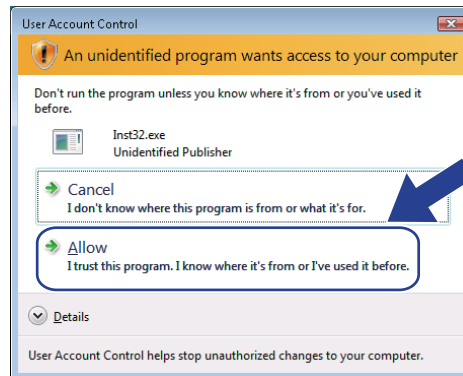 User Account Control
An unidentified program wants access to your computer
Don't run the program unless you know where it's from or you've used it
before.
Inst32.exe
Unidentified Publisher
Cancel
I don't know where this program is from or what it's for.
Allow
I trust this program. I know where it's from or I've used it before.
Details
User Account Control helps stop unauthorized changes to your computer.